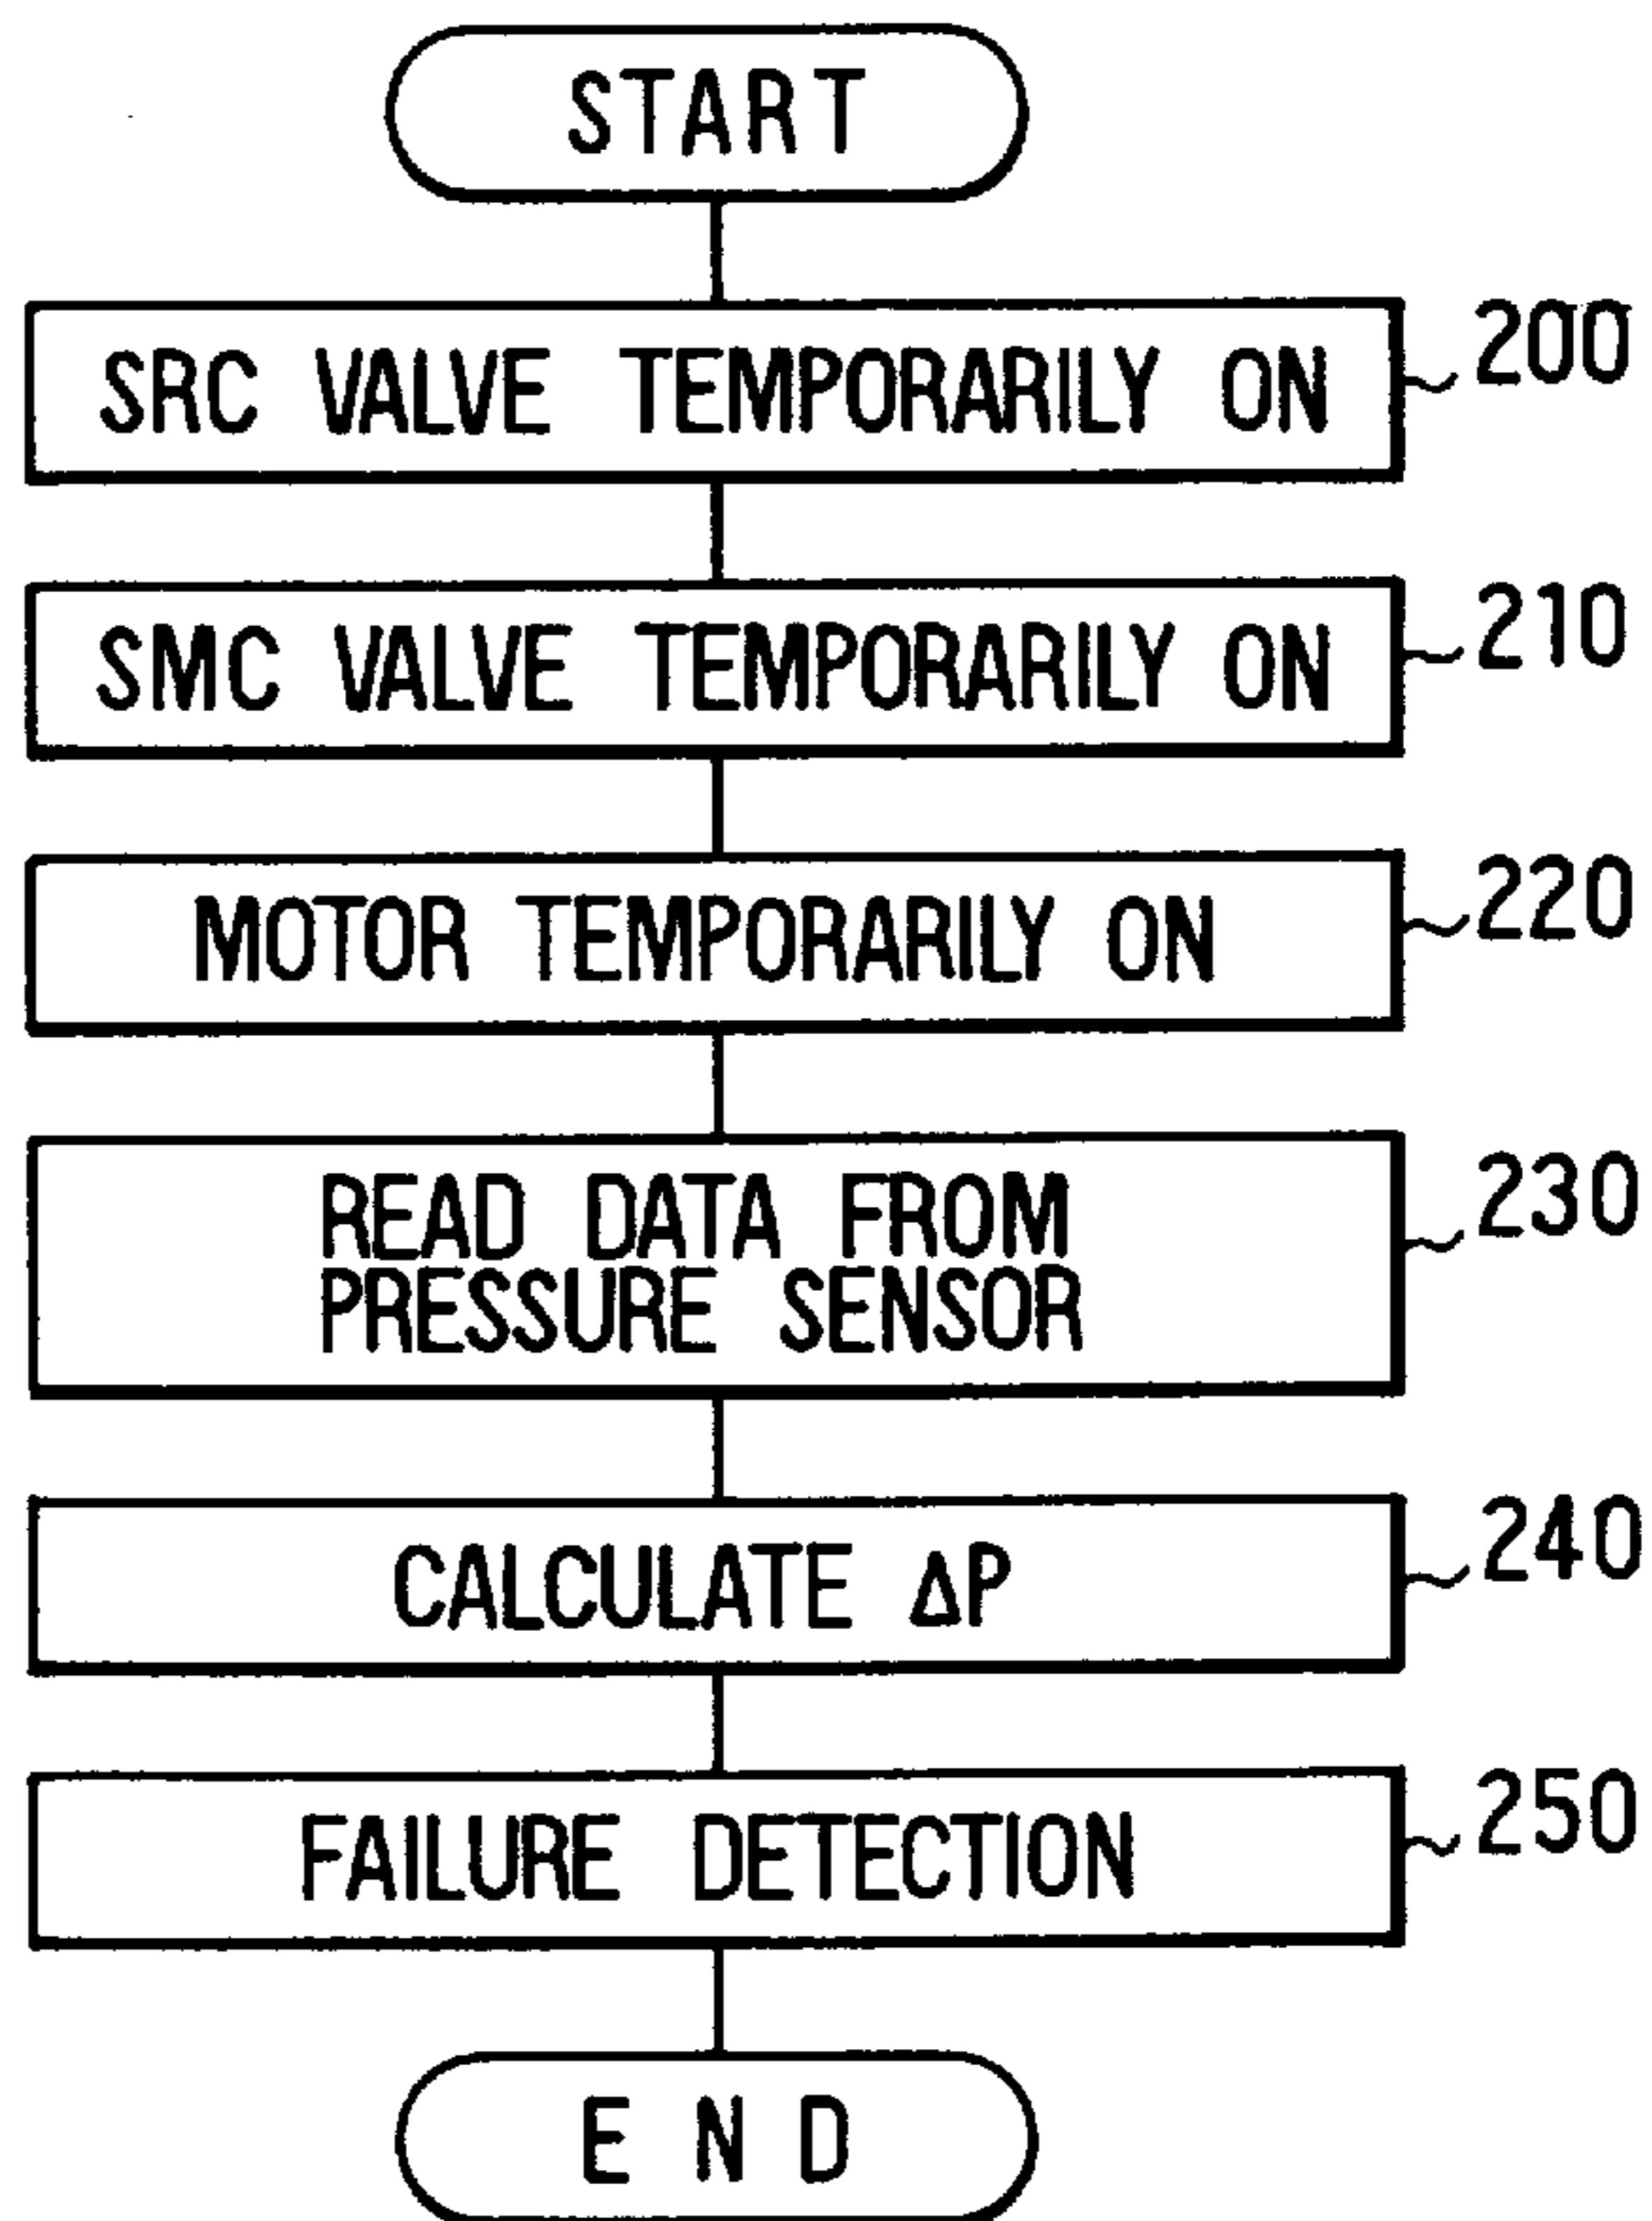 START
SRC VALVE TEMPORARILY ON
200
SMC VALVE TEMPORARILY ON
210
MOTOR TEMPORARILY ON
220
READ DATA FROM
PRESSURE SENSOR
230
CALCULATE ΔP
240
FAILURE DETECTION
250
END